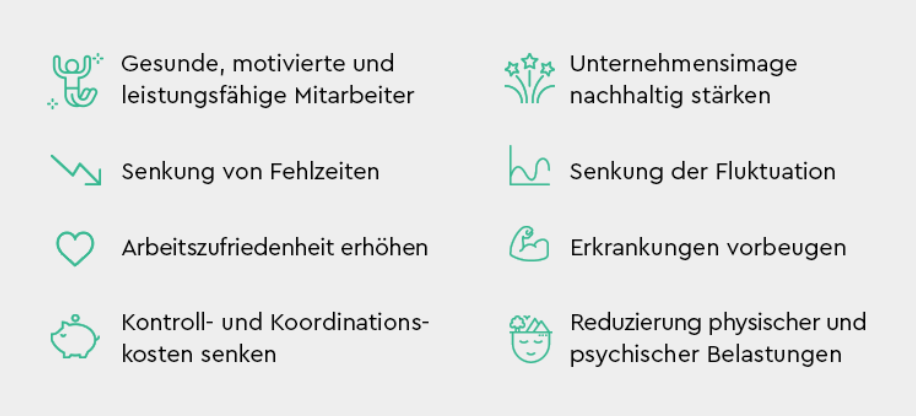 Gesunde, motivierte und
leistungsfähige Mitarbeiter
Senkung von Fehlzeiten
Arbeitszufriedenheit erhöhen
Kontroll- und Koordinations-
kosten senken
Unternehmensimage
nachhaltig stärken
Senkung der Fluktuation
Erkrankungen vorbeugen
Reduzierung physischer und
psychischer Belastungen